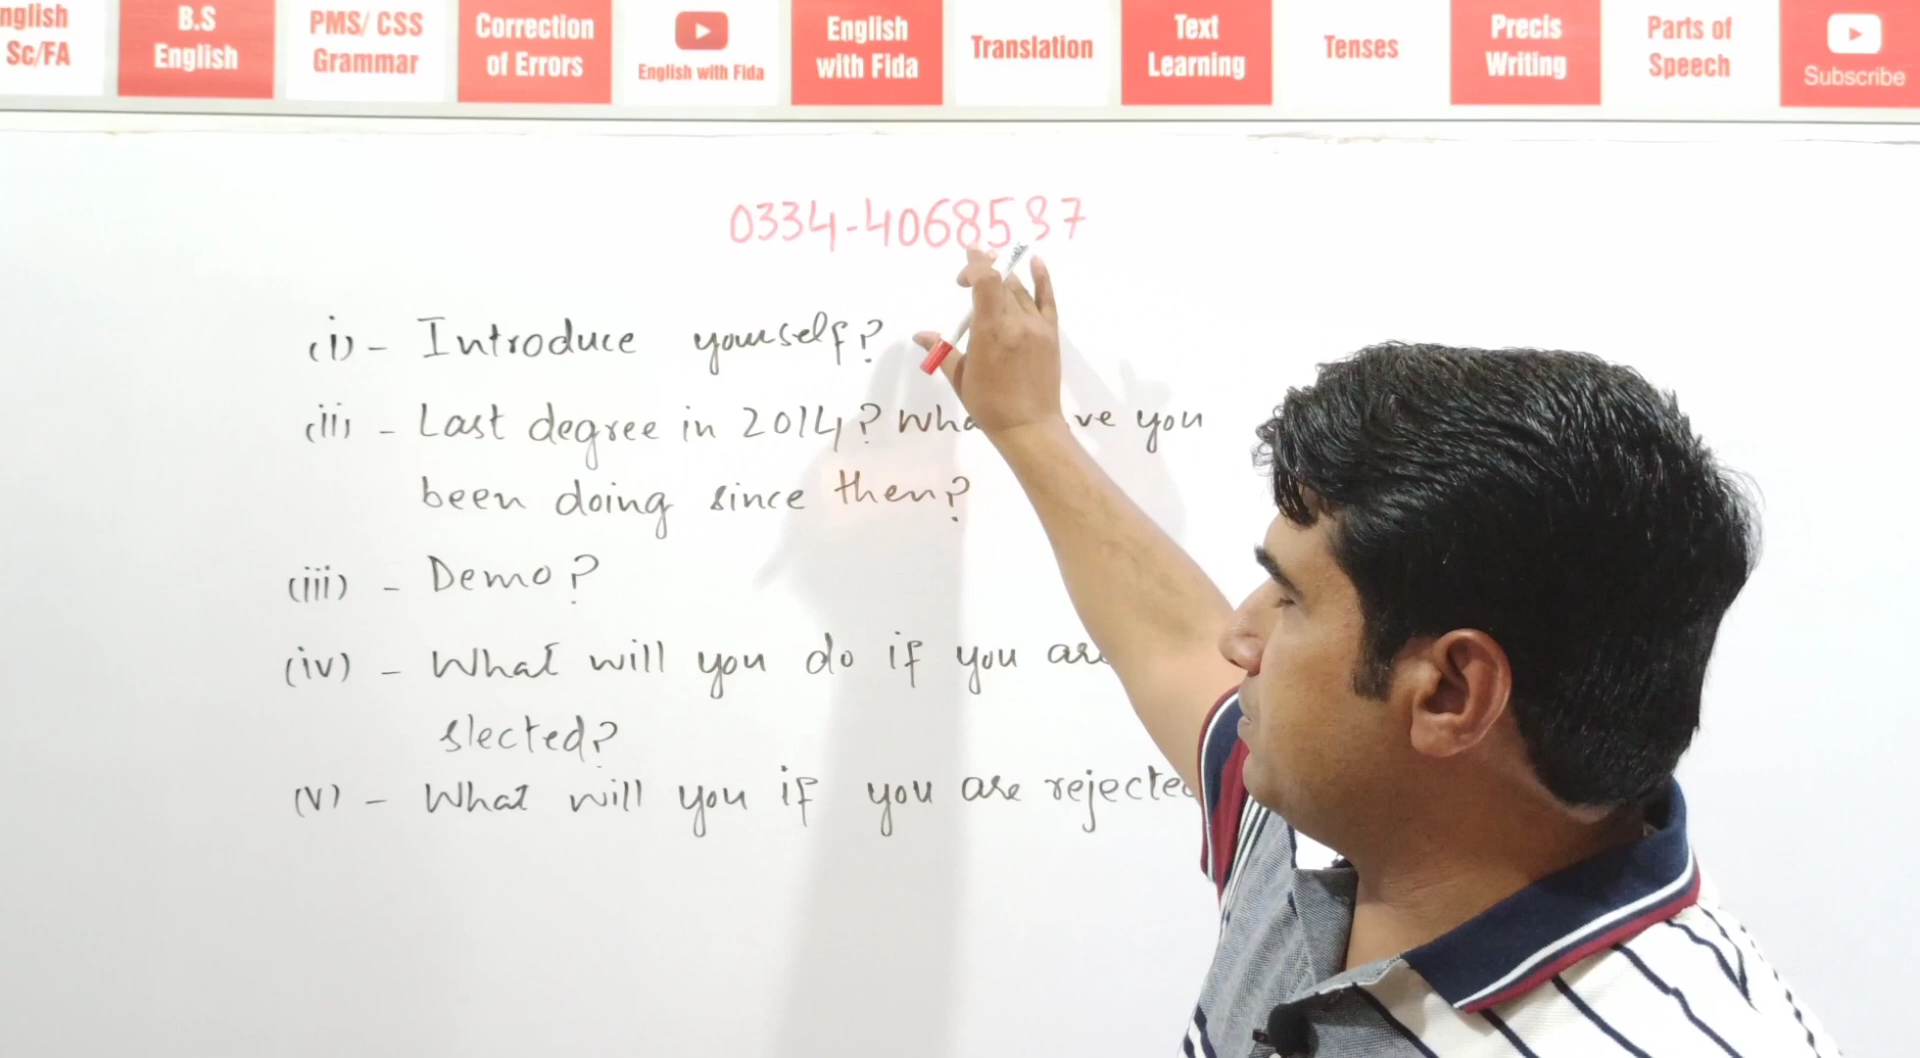 nglish
Sc/FA
B.S
English
PMS/ CSS
Grammar
Correction
of Errors
English with Fida
English
with Fida
Translation
Text
Learning
Tenses
Precis
Writing
Parts of
Speech
Subscribe
0334-4068537
(i) - Introduce yourself?
(ii) - Last degree in 2014? you
been doing since then?
(iii) - Demo?
(iv) - What will you do if you are
slected?
(v) - What will you if you are rejected